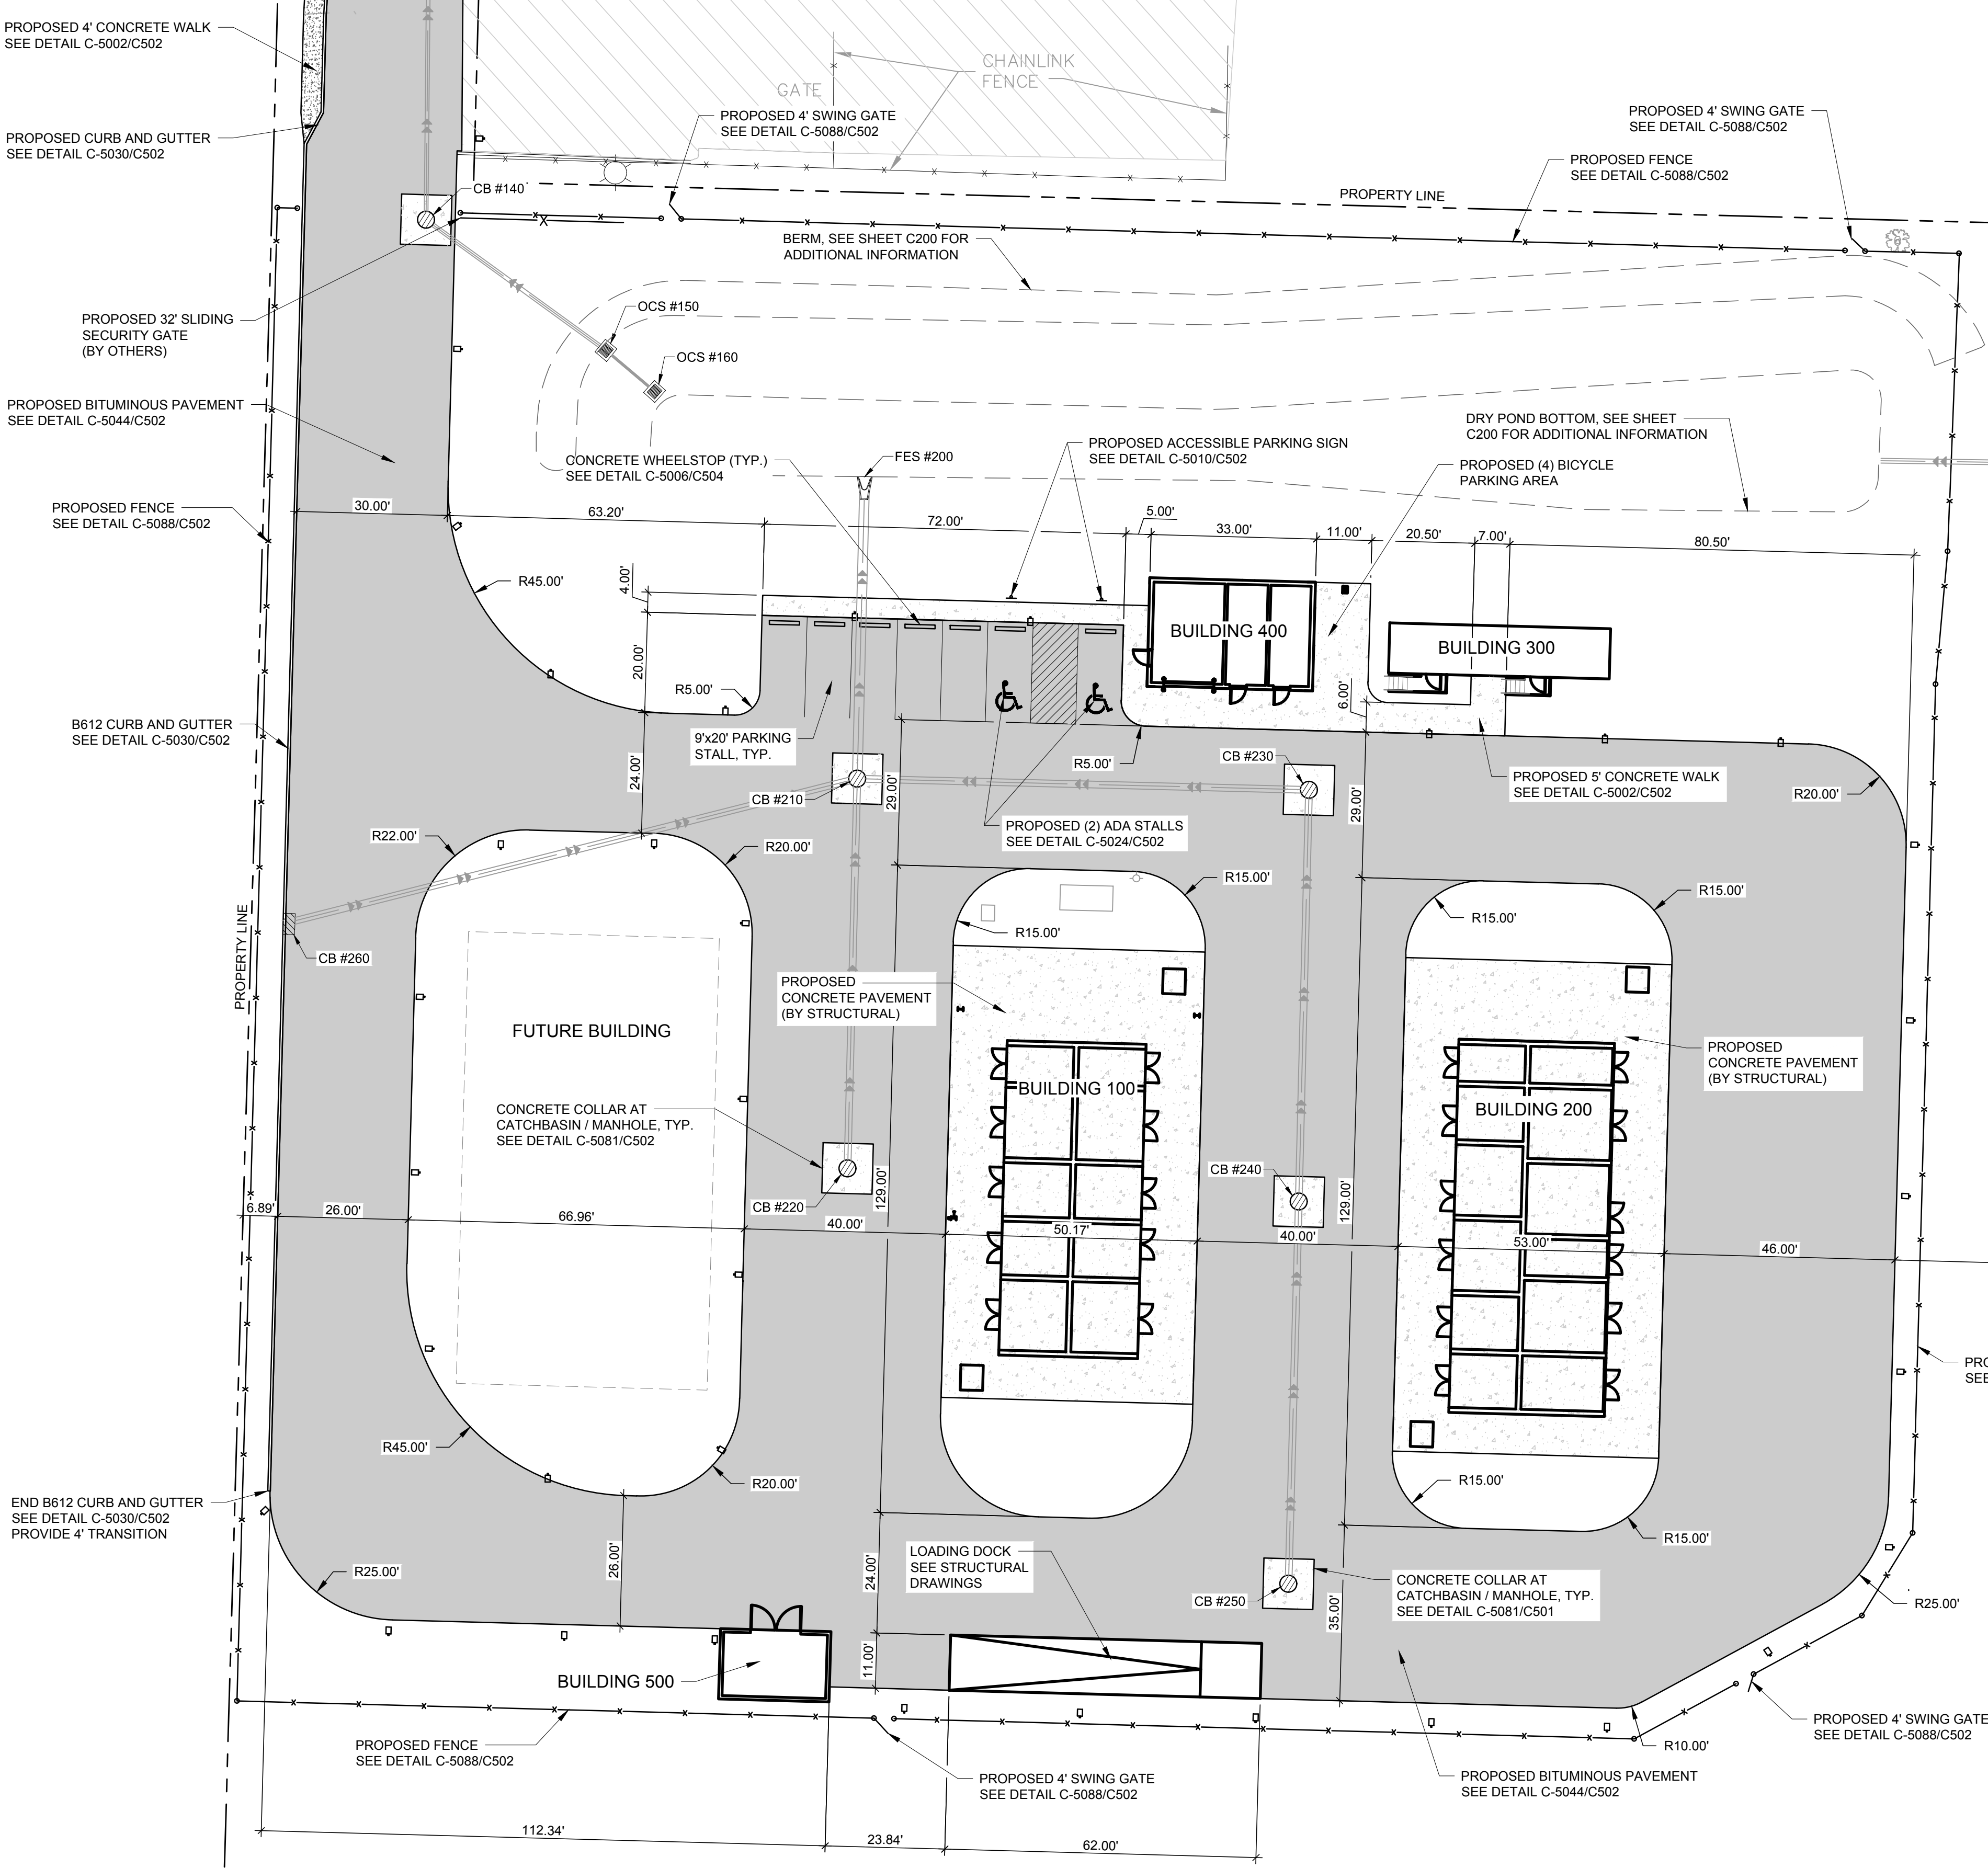 PROPOSED 4' CONCRETE WALK
SEE DETAIL C-5002/C502
CHAINLINK
FENCE
GATE
PROPOSED 4' SWING GATE
SEE DETAIL C-5088/C502
PROPOSED 4' SWING GATE
SEE DETAIL C-5088/C502
PROPOSED CURB AND GUTTER
SEE DETAIL C-5030/C502
PROPOSED FENCE
SEE DETAIL C-5088/C502
CB #140
PROPERTY LINE
BERM, SEE SHEET C200 FOR
ADDITIONAL INFORMATION
OCS #150
PROPOSED 32' SLIDING
SECURITY GATE
(BY OTHERS)
OCS #160
PROPOSED BITUMINOUS PAVEMENT
SEE DETAIL C-5044/C502
DRY POND BOTTOM, SEE SHEET
C200 FOR ADDITIONAL INFORMATION
PROPOSED ACCESSIBLE PARKING SIGN
SEE DETAIL C-5010/C502
CONCRETE WHEELSTOP (TYP.)
SEE DETAIL C-5006/C504
FES #200
PROPOSED (4) BICYCLE
PARKING AREA
PROPOSED FENCE
SEE DETAIL C-5088/C502
30.00'
63.20'
72.00'
5.00'
33.00'
11.00'
20.50'
7.00'
80.50'
R45.00'
4.00'
BUILDING 400
BUILDING 300
20.00'
R5.00'
6.00'
B612 CURB AND GUTTER
SEE DETAIL C-5030/C502
9'x20' PARKING
STALL, TYP.
24.00'
CB #210
29.00'
R5.00'
CB #230
29.00'
PROPOSED 5' CONCRETE WALK
SEE DETAIL C-5002/C502
R20.00'
PROPOSED (2) ADA STALLS
SEE DETAIL C-5024/C502
R22.00'
R20.00'
R15.00'
R15.00'
R15.00'
R15.00'
PROPERTY LINE
CB #260
PROPOSED
CONCRETE PAVEMENT
(BY STRUCTURAL)
FUTURE BUILDING
PROPOSED
CONCRETE PAVEMENT
(BY STRUCTURAL)
BUILDING 100
BUILDING 200
CONCRETE COLLAR AT
CATCHBASIN / MANHOLE, TYP.
SEE DETAIL C-5081/C502
CB #220
129.00'
CB #240
129.00'
6.89'
26.00'
66.96'
40.00'
50.17'
40.00'
53.00'
46.00'
PRO
SEE
R45.00'
R20.00'
R15.00'
R15.00'
END B612 CURB AND GUTTER
SEE DETAIL C-5030/C502
PROVIDE 4' TRANSITION
R25.00'
26.00'
24.00'
LOADING DOCK
SEE STRUCTURAL
DRAWINGS
CB #250
CONCRETE COLLAR AT
CATCHBASIN / MANHOLE, TYP.
SEE DETAIL C-5081/C501
35.00'
R25.00'
11.00'
BUILDING 500
PROPOSED FENCE
SEE DETAIL C-5088/C502
R10.00'
PROPOSED 4' SWING GATE
SEE DETAIL C-5088/C502
PROPOSED 4' SWING GATE
SEE DETAIL C-5088/C502
PROPOSED BITUMINOUS PAVEMENT
SEE DETAIL C-5044/C502
112.34'
23.84'
62.00'